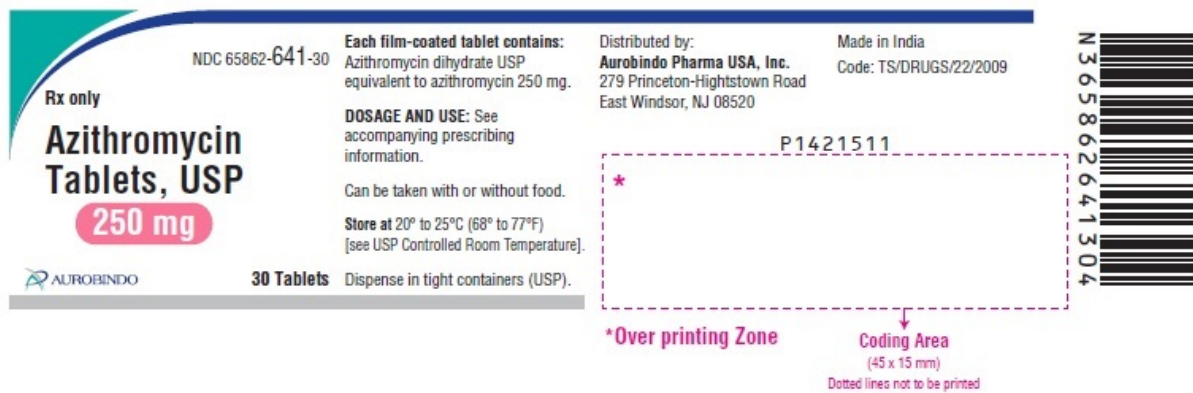 NDC 65862-641-30
Rx only
Azithromycin
Tablets, USP
250 mg
AUROBINDO
30 Tablets
Each film-coated tablet contains:
Azithromycin dihydrate USP
equivalent to azithromycin 250 mg.
DOSAGE AND USE: See
accompanying prescribing
information.
Can be taken with or without food.
Store at 20° to 25°C (68° to 77°F)
[see USP Controlled Room Temperature].
Dispense in tight containers (USP).
Distributed by:
Aurobindo Pharma USA, Inc.
279 Princeton-Hightstown Road
East Windsor, NJ 08520
Made in India
Code: TS/DRUGS/22/2009
P1421511
*
*Over printing Zone
Coding Area
(45 x 15 mm)
Dotted lines not to be printed
N365862641304